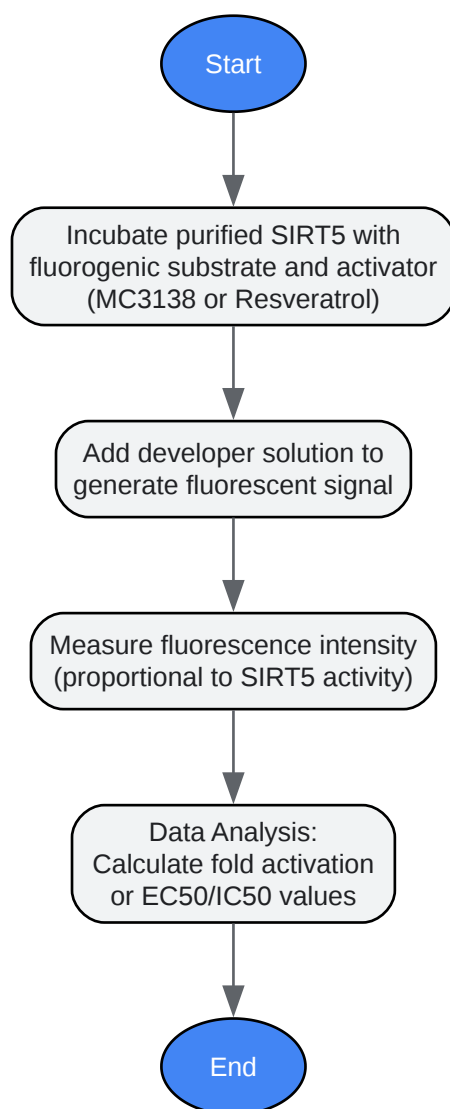 Start
Incubate purified SIRT5 with
fluorogenic substrate and activator
(MC3138 or Resveratrol)
Add developer solution to
generate fluorescent signal
Measure fluorescence intensity
(proportional to SIRT5 activity)
Data Analysis:
Calculate fold activation
or EC50/IC50 values
End